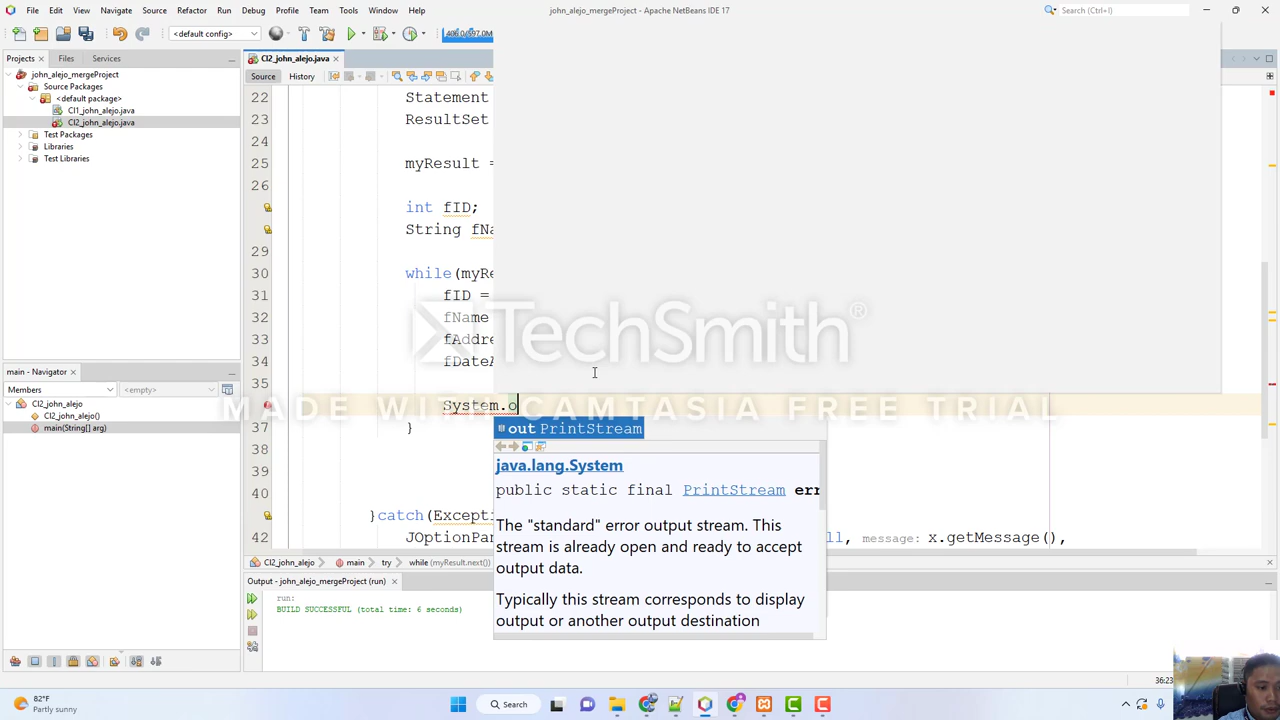 File Edit View Navigate Source Refactor Run Debug Profile Team Tools Window Help
john_alejo_mergeProject - Apache NetBeans IDE 17
Search (Ctrl+I)
<default config>
Projects Files Services
CI2_john_alejo.java
Source History
john_alejo_mergeProject
Source Packages
<default package>
CI1_john_alejo.java
CI2_john_alejo.java
Test Packages
Libraries
Test Libraries
22 Statement
23 ResultSet
24
25 myResult =
26
int fID;
String fNa
29
30 while(myRe
31 fID =
32 fName
33 fAddre
34 fDateA
35
System.o
37 }
38
39
40
}catch(Excepti
42 JOptionPan ll, message: x.getMessage(),
TechSmith®
MADE WITH CAMTASIA FREE TRIAL
out PrintStream
java.lang.System
public static final PrintStream err
The "standard" error output stream. This
stream is already open and ready to accept
output data.
Typically this stream corresponds to display
output or another output destination
main - Navigator
Members <empty>
CI2_john_alejo
CI2_john_alejo()
main(String[] arg)
CI2_john_alejo main try while (myResult.next())
Output - john_alejo_mergeProject (run)
run:
BUILD SUCCESSFUL (total time: 6 seconds)
82°F
Partly sunny
Search